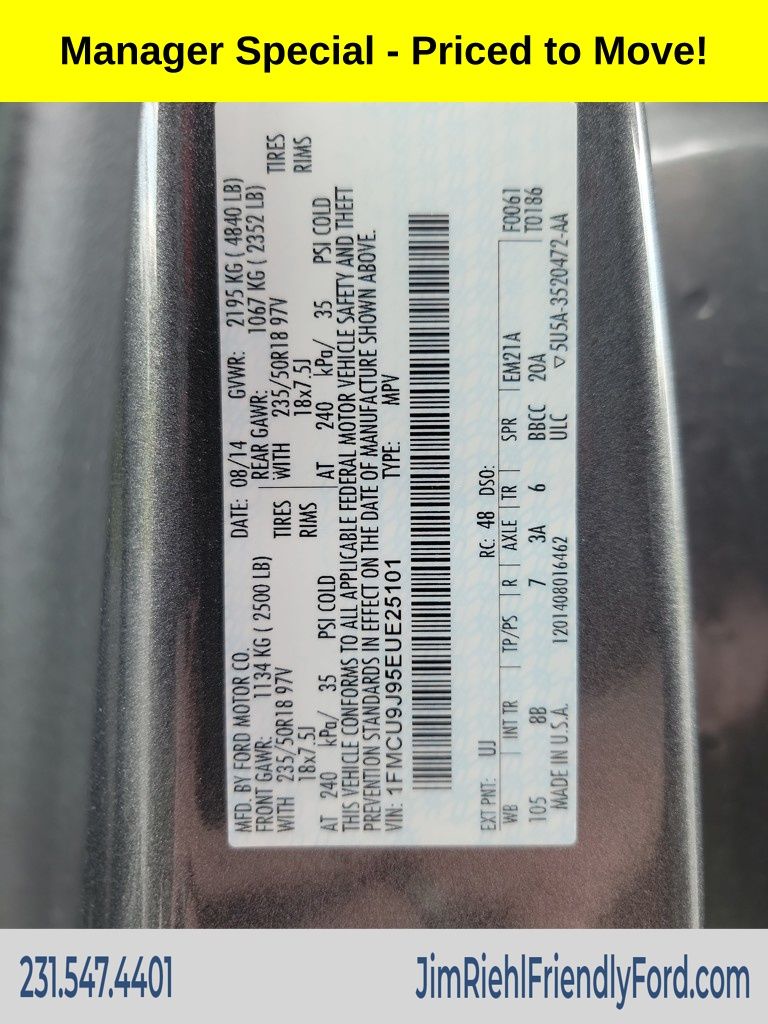 Manager Special - Priced to Move!
MFD. BY FORD MOTOR CO. DATE: 08/14 GVWR: 2195 KG ( 4840 LB)
FRONT GAWR: 1134 KG ( 2500 LB) REAR GAWR: 1067 KG ( 2352 LB)
WITH 235/50R18 97V TIRES WITH 235/50R18 97V TIRES
18x7.5J RIMS 18x7.5J RIMS
AT 240 kPa/ 35 PSI COLD AT 240 kPa/ 35 PSI COLD
THIS VEHICLE CONFORMS TO ALL APPLICABLE FEDERAL MOTOR VEHICLE SAFETY AND THEFT
PREVENTION STANDARDS IN EFFECT ON THE DATE OF MANUFACTURE SHOWN ABOVE.
VIN: 1FMCU9J95EUE25101 TYPE: MPV
EXT PNT: UJ RC: 48 DSO:
WB INT TR TP/PS R AXLE TR SPR EM21A F0061
105 8B 7 3A 6 BBCC 20A T0186
MADE IN U.S.A. 1201408016462 ULC ▽5U5A-3520472-AA
231.547.4401
JimRiehlFriendlyFord.com